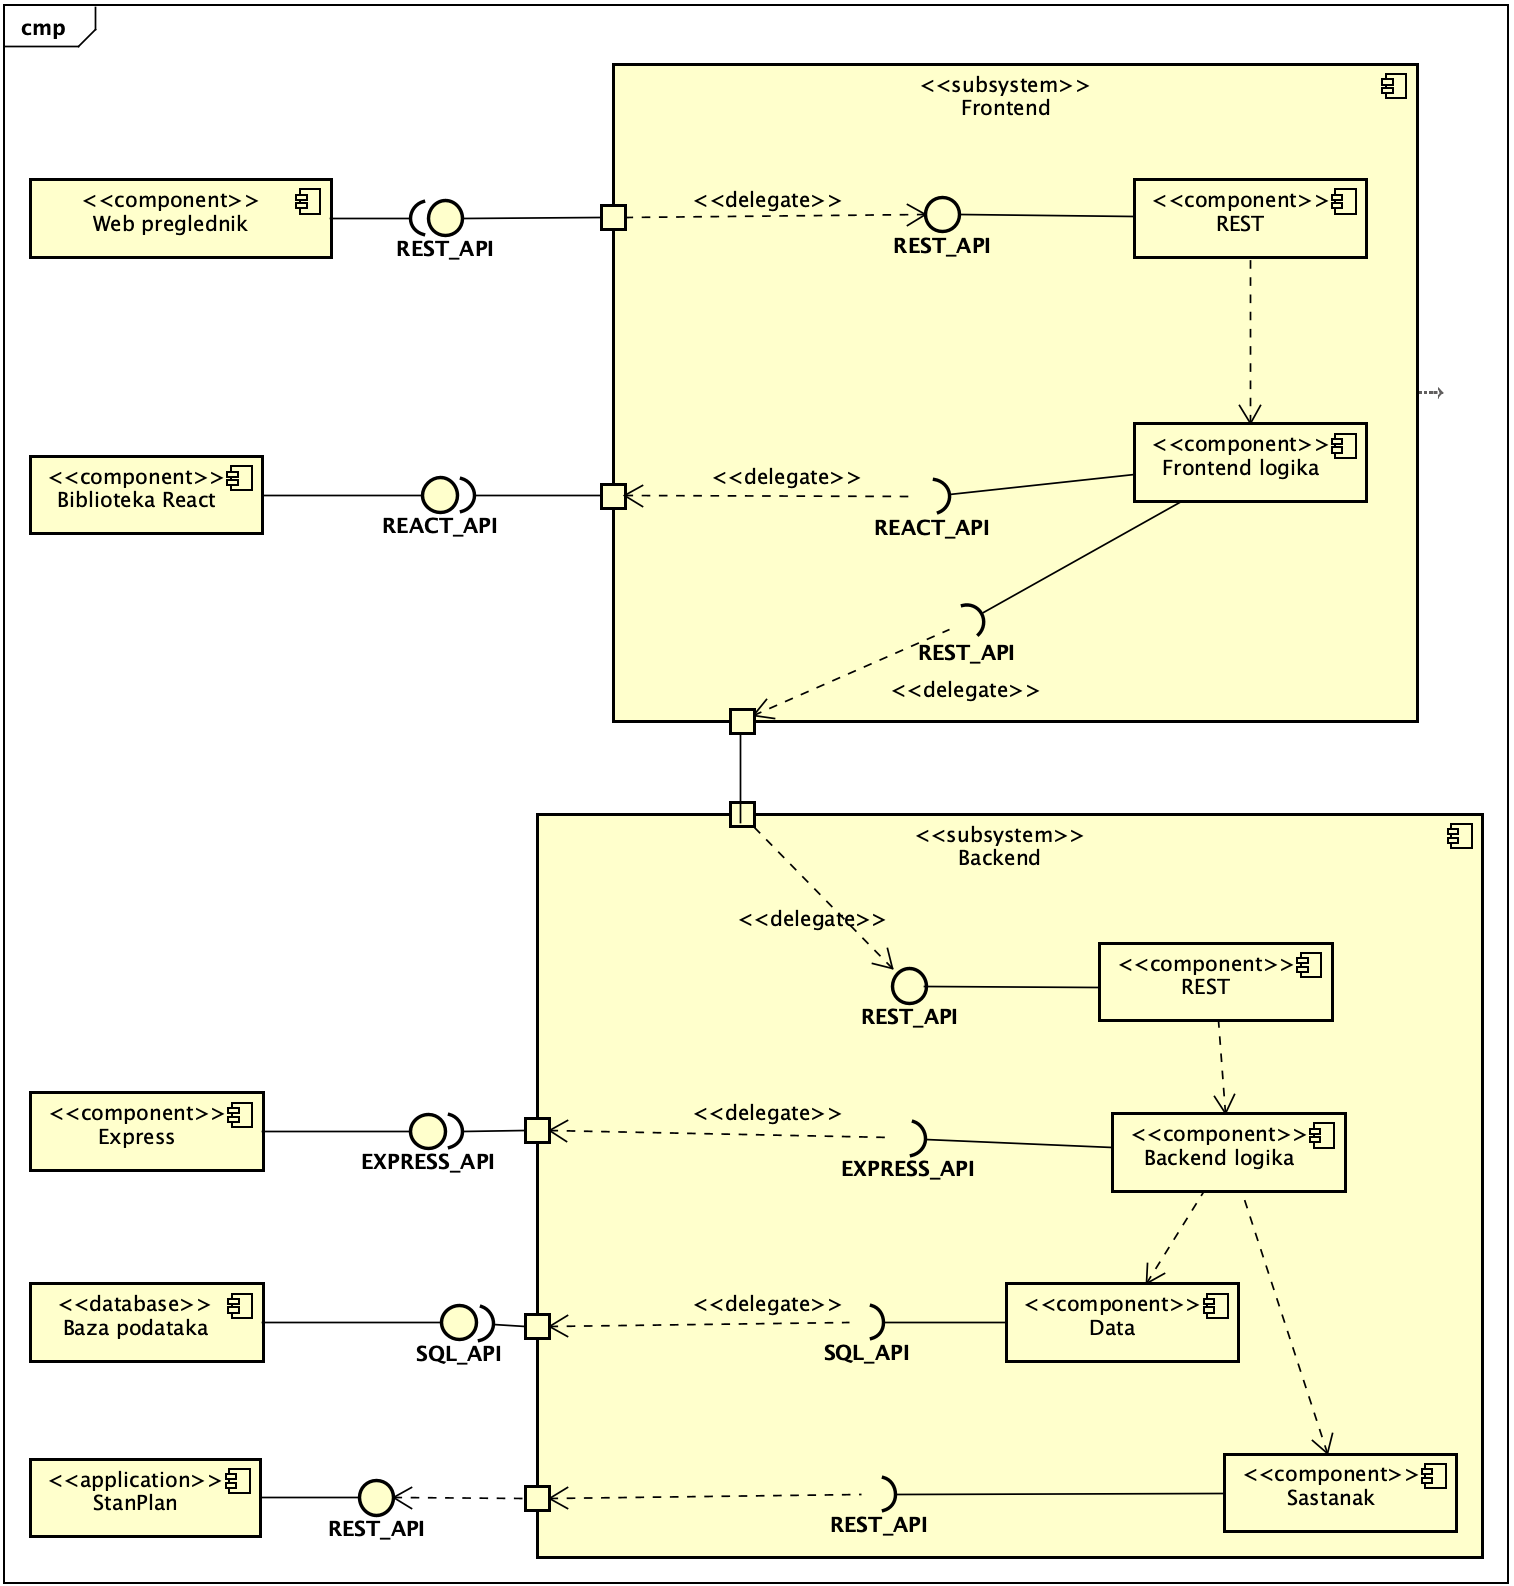 cmp
<<subsystem>>
Frontend
<<component>>
Web preglednik
REST_API
<<delegate>>
REST_API
<<component>>
REST
<<component>>
Biblioteka React
REACT_API
<<delegate>>
REACT_API
<<component>>
Frontend logika
REST_API
<<delegate>>
<<subsystem>>
Backend
<<delegate>>
REST_API
<<component>>
REST
<<component>>
Express
EXPRESS_API
<<delegate>>
EXPRESS_API
<<component>>
Backend logika
<<database>>
Baza podataka
SQL_API
<<delegate>>
SQL_API
<<component>>
Data
<<application>>
StanPlan
REST_API
REST_API
<<component>>
Sastanak